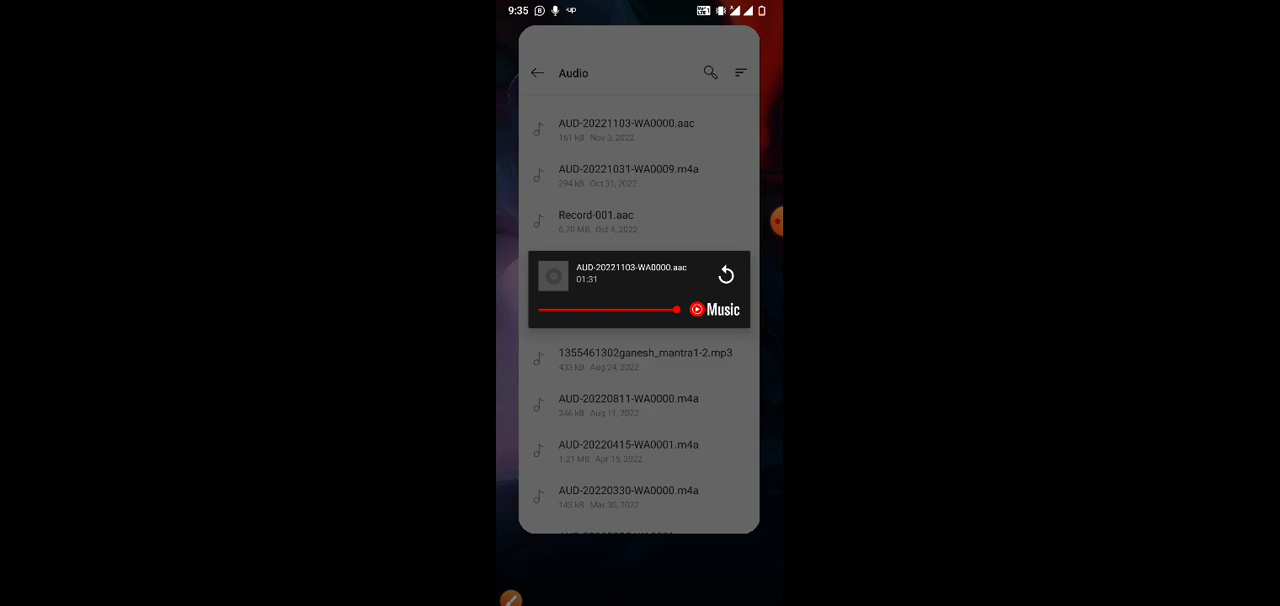 9:35
Audio
AUD-20221103-WA0000.aac
161 kB Nov 3, 2022
AUD-20221031-WA0009.m4a
294 kB Oct 31, 2022
Record-001.aac
6.70 MB Oct 4, 2022
AUD-20221103-WA0000.aac
01:31
Music
1355461302ganesh_mantra1-2.mp3
433 kB Aug 24, 2022
AUD-20220811-WA0000.m4a
246 kB Aug 11, 2022
AUD-20220415-WA0001.m4a
1.21 MB Apr 15, 2022
AUD-20220330-WA0000.m4a
143 kB Mar 30, 2022